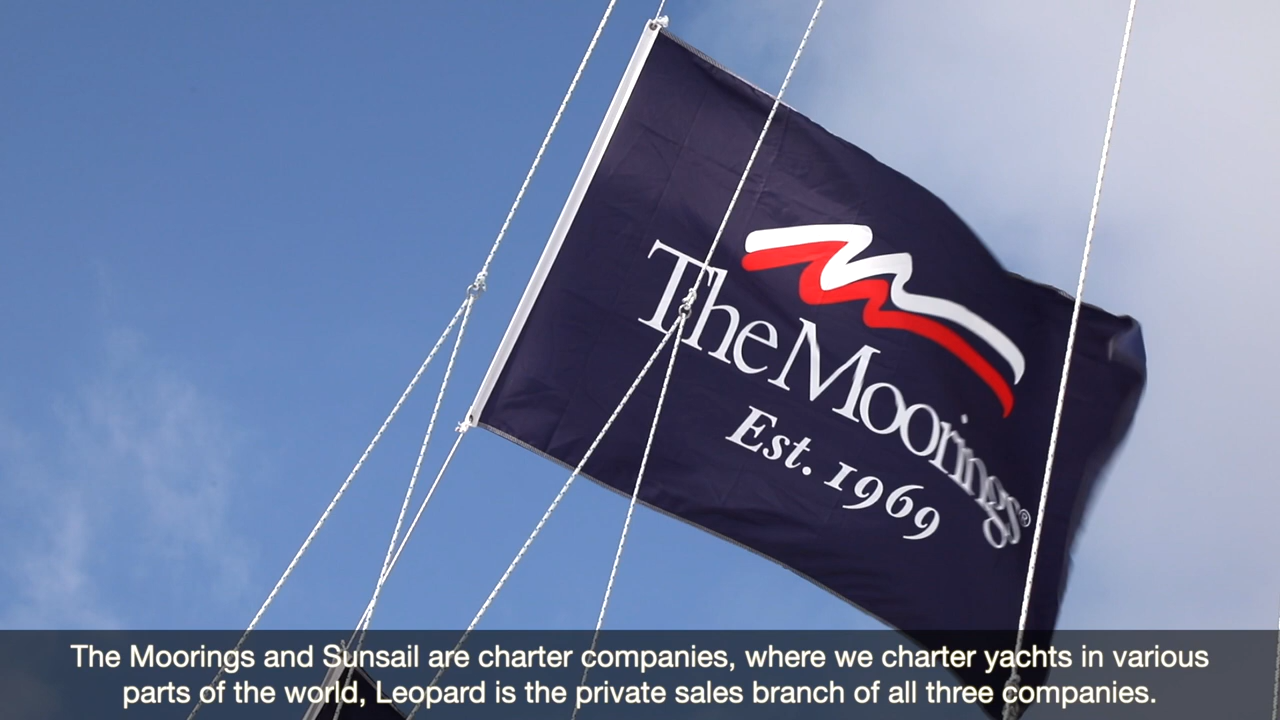 The Moorings®
Est. 1969
The Moorings and Sunsail are charter companies, where we charter yachts in various
parts of the world, Leopard is the private sales branch of all three companies.